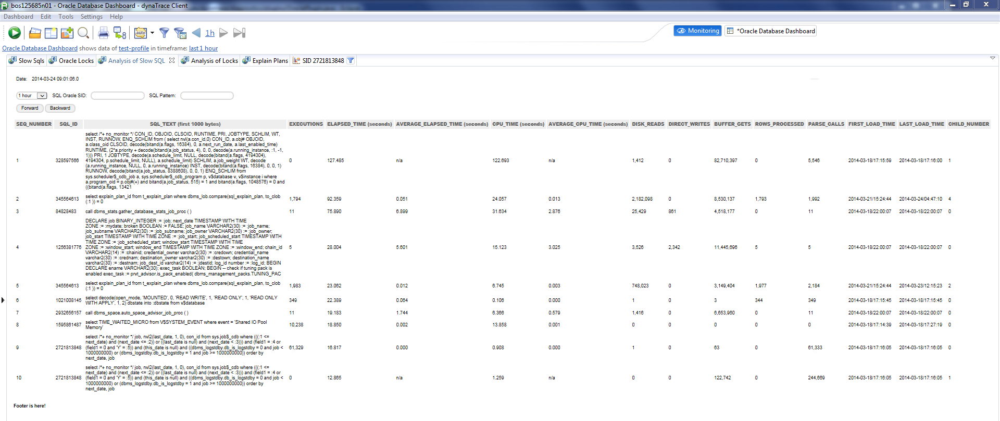 bos125685n01 - Oracle Database Dashboard - dynaTrace Client
Dashboard Edit Tools Settings Help
auto 1h Monitoring *Oracle Database Dashboard
Oracle Database Dashboard shows data of test-profile in timeframe: last 1 hour
Slow Sqls Oracle Locks Analysis of Slow SQL Analysis of Locks Explain Plans SID 2721813848
Date: 2014-03-24 09:01:06.0
1 hour SQL Oracle SID: SQL Pattern:
Forward Backward
SEQ_NUMBER SQL_ID SQL_TEXT (first 1000 bytes) EXECUTIONS ELAPSED_TIME (seconds) AVERAGE_ELAPSED_TIME (seconds) CPU_TIME (seconds) AVERAGE_CPU_TIME (seconds) DISK_READS DIRECT_WRITES BUFFER_GETS ROWS_PROCESSED PARSE_CALLS FIRST_LOAD_TIME LAST_LOAD_TIME CHILD_NUMBER
select /*+ no_monitor */ CON_ID, OBJOID, CLSOID, RUNTIME, PRI, JOBTYPE, SCHLIM, WT,
INST, RUNNOW, ENQ_SCHLIM from ( select nvl(a.con_id,0) CON_ID, a.obj# OBJOID,
a.class_oid CLSOID, decode(bitand(a.flags, 16384), 0, a.next_run_date, a.last_enabled_time)
RUNTIME, (2*a.priority + decode(bitand(a.job_status, 4), 0, 0, decode(a.running_instance, :1, -1,
1))) PRI, 1 JOBTYPE, decode(a.schedule_limit, NULL, decode(bitand(a.flags, 4194304),
1 328597566 4194304, p.schedule_limit, NULL), a.schedule_limit) SCHLIM, a.job_weight WT, decode 0 127.485 n/a 122.693 n/a 1,412 0 82,710,397 0 5,546 2014-03-18/17:15:59 2014-03-18/17:16:00 1
(a.running_instance, NULL, 0, a.running_instance) INST, decode(bitand(a.flags, 16384), 0, 0, 1)
RUNNOW, decode(bitand(a.job_status, 8388608), 0, 0, 1) ENQ_SCHLIM from
sys.scheduler$_cdb_job a, sys.scheduler$_cdb_program p, v$database v, v$instance i where
a.program_oid = p.obj#(+) and bitand(a.job_status, 515) = 1 and bitand(a.flags, 1048576) = 0 and
((bitand(a.flags, 13421
2 345564613 select explain_plan_id from t_explain_plan where dbms_lob.compare(sql_explain_plan, to_clob 1,794 92.359 0.051 24.057 0.013 2,182,098 0 8,530,137 1,793 1,992 2014-03-21/15:24:44 2014-03-24/04:47:10 4
(:1 )) = 0
3 84828483 call dbms_stats.gather_database_stats_job_proc ( ) 11 75.890 6.899 31.634 2.876 25,429 861 4,518,177 0 11 2014-03-18/22:00:07 2014-03-18/22:00:07 0
DECLARE job BINARY_INTEGER := :job; next_date TIMESTAMP WITH TIME
ZONE := :mydate; broken BOOLEAN := FALSE; job_name VARCHAR2(30) := :job_name;
job_subname VARCHAR2(30) := :job_subname; job_owner VARCHAR2(30) := :job_owner;
job_start TIMESTAMP WITH TIME ZONE := :job_start; job_scheduled_start TIMESTAMP WITH
TIME ZONE := :job_scheduled_start; window_start TIMESTAMP WITH TIME
4 1256381776 ZONE := :window_start; window_end TIMESTAMP WITH TIME ZONE := :window_end; chain_id 5 28.004 5.601 15.123 3.025 3,526 2,342 11,445,696 5 5 2014-03-18/22:00:07 2014-03-18/22:00:07 0
VARCHAR2(14) := :chainid; credential_owner varchar2(30) := :credown; credential_name
varchar2(30) := :crednam; destination_owner varchar2(30) := :destown; destination_name
varchar2(30) := :destnam; job_dest_id varchar2(14) := :jdestid; log_id number := :log_id; BEGIN
DECLARE ename VARCHAR2(30); exec_task BOOLEAN; BEGIN -- check if tuning pack is
enabled exec_task := prvt_advisor.is_pack_enabled( dbms_management_packs.TUNING_PAC
5 345564613 select explain_plan_id from t_explain_plan where dbms_lob.compare(sql_explain_plan, to_clob 1,983 23.062 0.012 6.745 0.003 748,023 0 3,149,404 1,977 2,184 2014-03-21/15:24:44 2014-03-23/12:15:23 2
(:1 )) = 0
6 1021008145 select decode(open_mode, 'MOUNTED', 0, 'READ WRITE', 1, 'READ ONLY', 1, 'READ ONLY 349 22.389 0.064 0.106 0.000 1 0 3 344 349 2014-03-18/17:15:45 2014-03-18/17:15:45 0
WITH APPLY', 1, 2) dbstate into :dbstate from v$database
7 2932656157 call dbms_space.auto_space_advisor_job_proc ( ) 11 19.183 1.744 6.366 0.579 1,416 0 6,653,960 0 11 2014-03-18/22:00:07 2014-03-18/22:00:07 0
8 1595861487 select TIME_WAITED_MICRO from V$SYSTEM_EVENT where event = 'Shared IO Pool 10,238 18.850 0.002 13.858 0.001 0 0 0 0 0 2014-03-18/17:14:39 2014-03-18/17:27:19 0
Memory'
select /*+ no_monitor */ job, nvl2(last_date, 1, 0), con_id from sys.job$_cdb where (((:1 <=
next_date) and (next_date <= :2)) or ((last_date is null) and (next_date < :3))) and (field1 = :4 or
9 2721813848 (field1 = 0 and 'Y' = :5)) and (this_date is null) and ((dbms_logstdby.db_is_logstdby = 0 and job < 61,329 16.817 0.000 0.908 0.000 1 0 63 0 61,333 2014-03-18/17:16:05 2014-03-18/17:16:05 0
1000000000) or (dbms_logstdby.db_is_logstdby = 1 and job >= 1000000000)) order by
next_date, job
select /*+ no_monitor */ job, nvl2(last_date, 1, 0), con_id from sys.job$_cdb where (((:1 <=
next_date) and (next_date <= :2)) or ((last_date is null) and (next_date < :3))) and (field1 = :4 or
10 2721813848 (field1 = 0 and 'Y' = :5)) and (this_date is null) and ((dbms_logstdby.db_is_logstdby = 0 and job < 0 12.865 n/a 1.259 n/a 0 0 122,742 0 244,669 2014-03-18/17:16:05 2014-03-18/17:16:05 1
1000000000) or (dbms_logstdby.db_is_logstdby = 1 and job >= 1000000000)) order by
next_date, job
Footer is here!